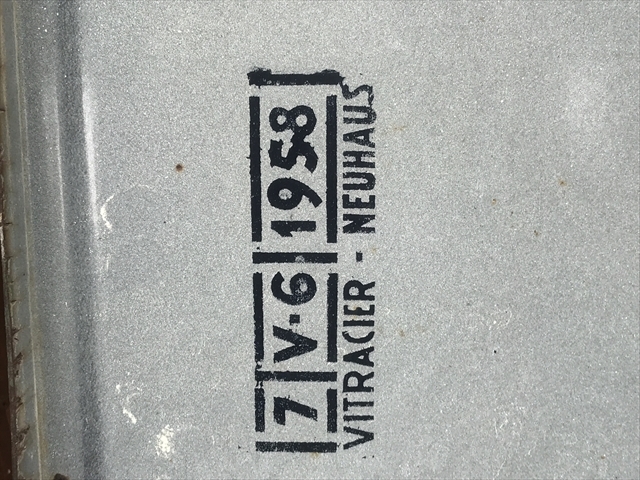 7 V-6 1958
VITRACIER - NEUHAUS